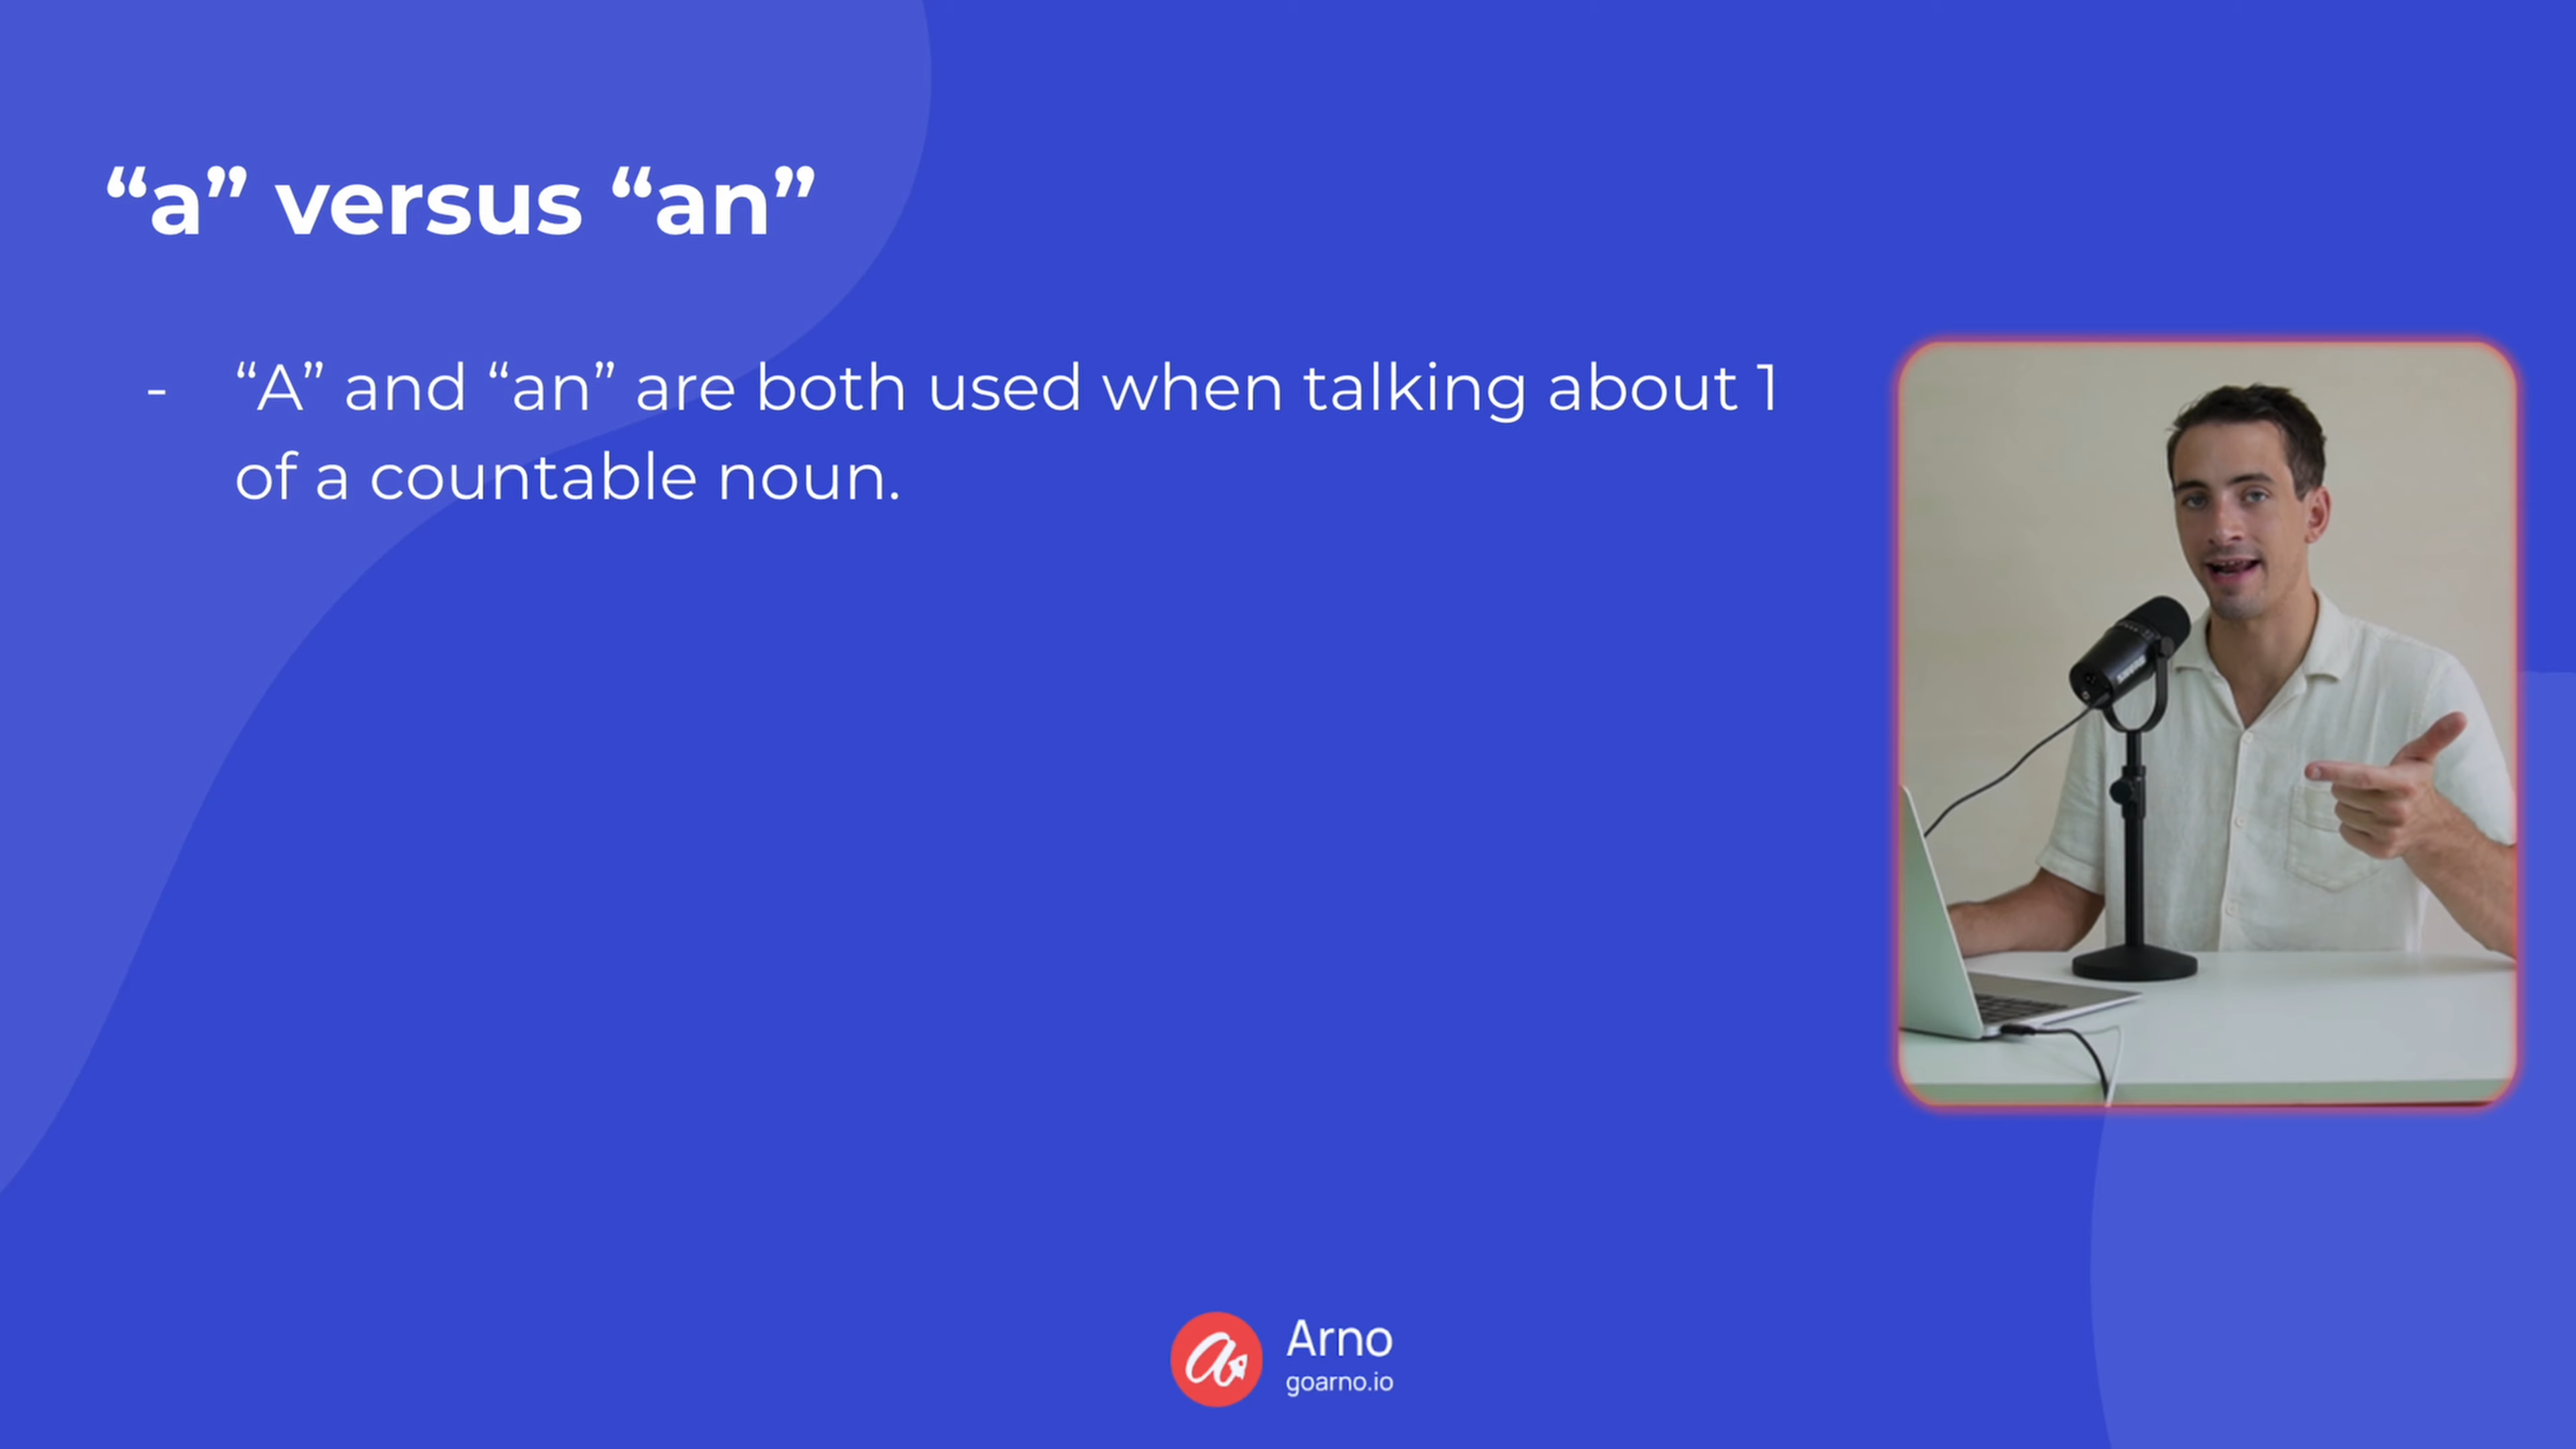 “a” versus “an”
- “A” and “an” are both used when talking about 1
of a countable noun.
Arno
goarno.io